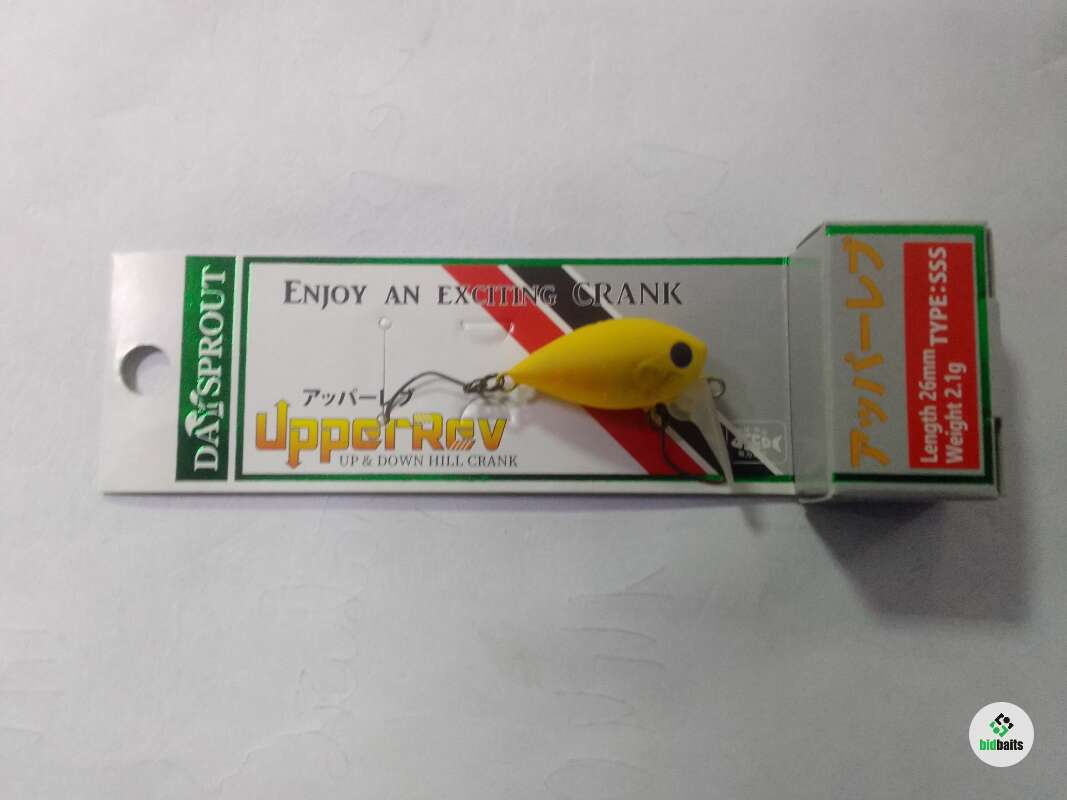 DAYSPROUT
ENJOY AN EXCITING CRANK
アッパーレブ
UpperRev
UP & DOWN HILL CRANK
アッパーレブ
TYPE:SSS
Length 26mm
Weight 2.1g
bidbaits